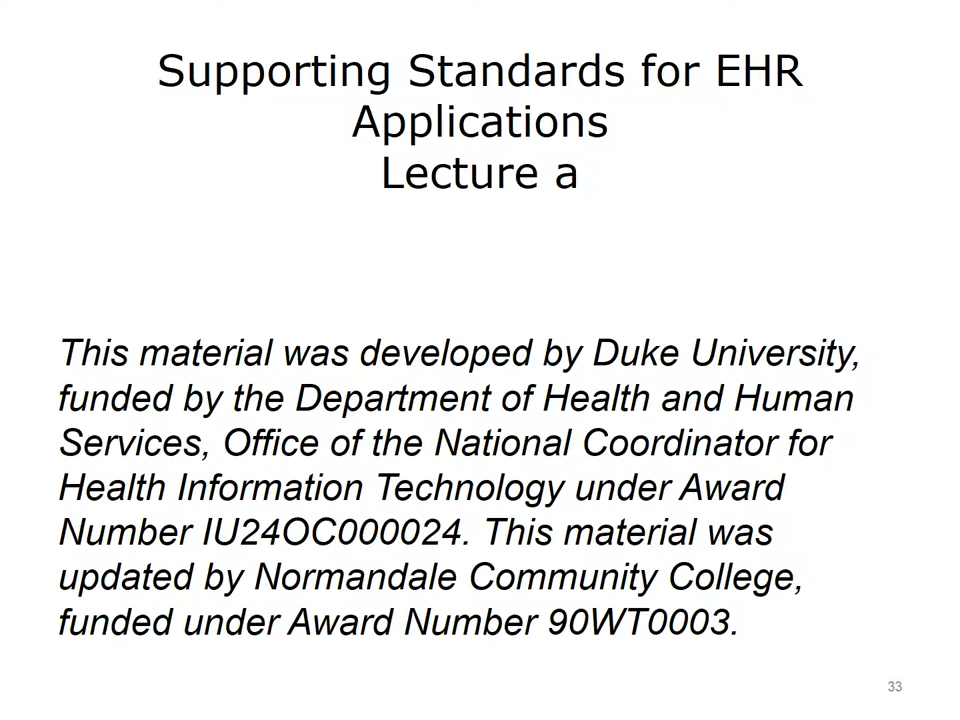 Supporting Standards for EHR
Applications
Lecture a
This material was developed by Duke University,
funded by the Department of Health and Human
Services, Office of the National Coordinator for
Health Information Technology under Award
Number IU24OC000024. This material was
updated by Normandale Community College,
funded under Award Number 90WT0003.
33